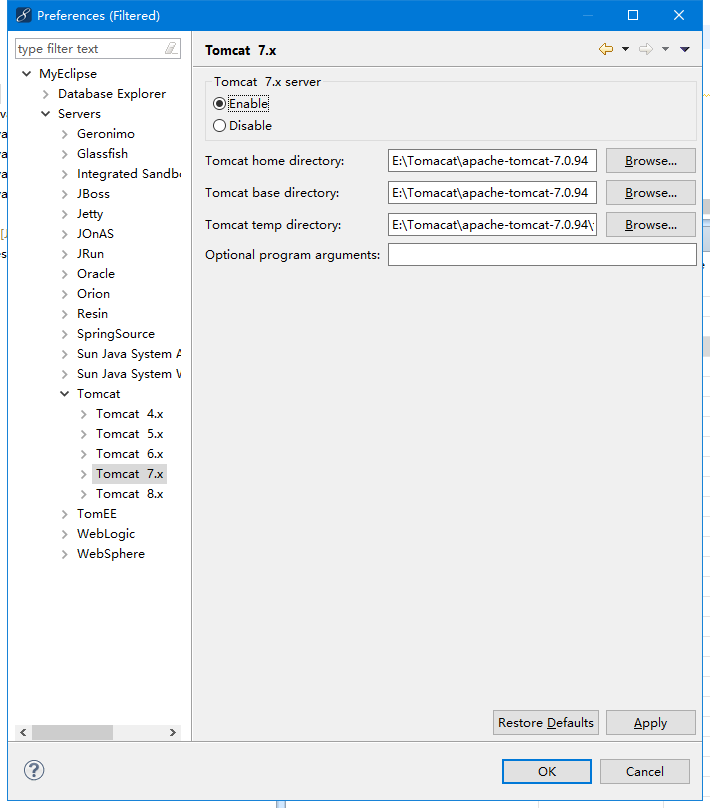 Preferences (Filtered)
type filter text
MyEclipse
Database Explorer
Servers
Geronimo
Glassfish
Integrated Sandb
JBoss
Jetty
JOnAS
JRun
Oracle
Orion
Resin
SpringSource
Sun Java System A
Sun Java System W
Tomcat
Tomcat 4.x
Tomcat 5.x
Tomcat 6.x
Tomcat 7.x
Tomcat 8.x
TomEE
WebLogic
WebSphere
Tomcat 7.x
Tomcat 7.x server
Enable
Disable
Tomcat home directory: E:\Tomacat\apache-tomcat-7.0.94 Browse...
Tomcat base directory: E:\Tomacat\apache-tomcat-7.0.94 Browse...
Tomcat temp directory: E:\Tomacat\apache-tomcat-7.0.94\ Browse...
Optional program arguments:
Restore Defaults Apply
OK Cancel